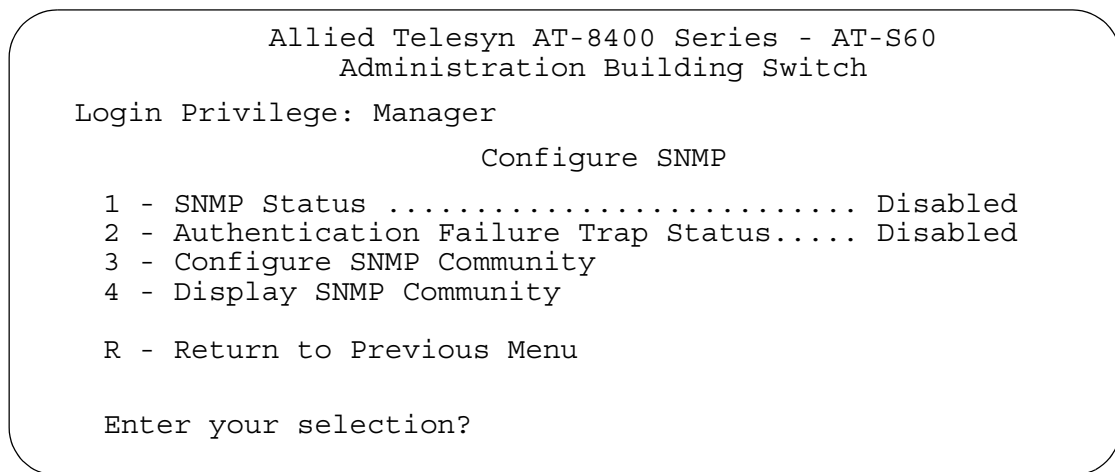 Allied Telesyn AT-8400 Series - AT-S60
Administration Building Switch
Login Privilege: Manager
Configure SNMP
1 - SNMP Status ........................... Disabled
2 - Authentication Failure Trap Status..... Disabled
3 - Configure SNMP Community
4 - Display SNMP Community
R - Return to Previous Menu
Enter your selection?